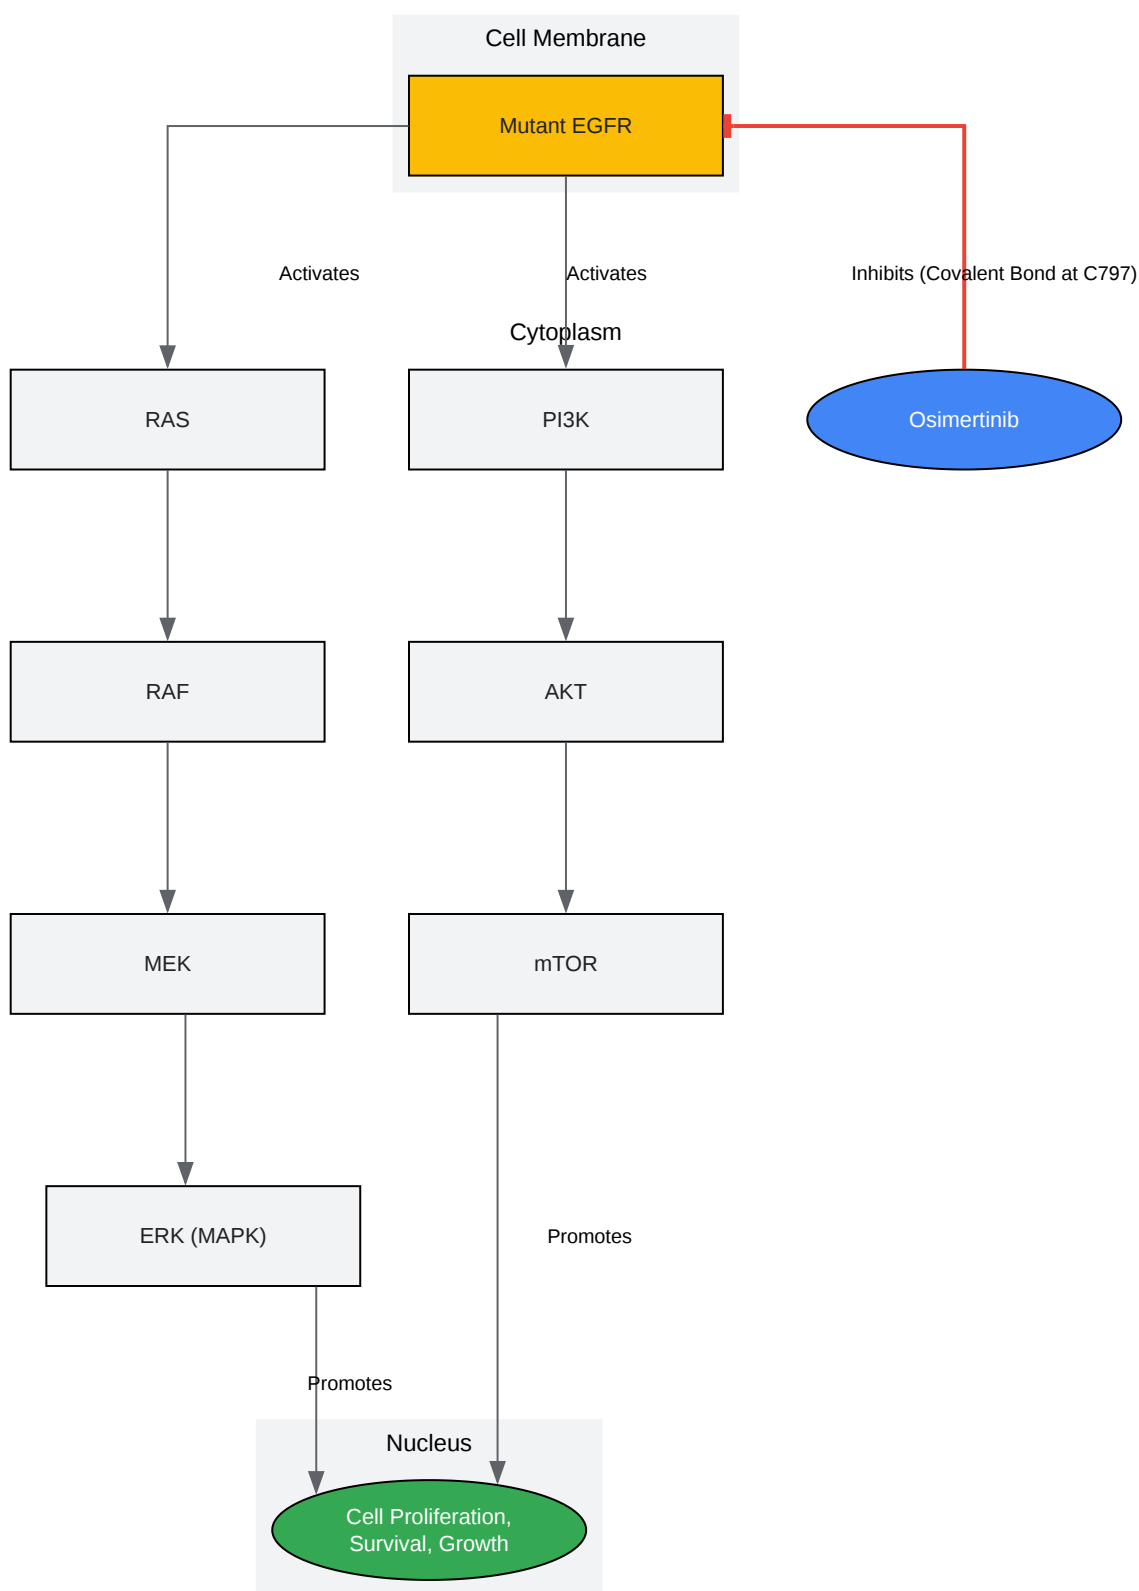 Cell Membrane
Mutant EGFR
Activates
Activates
Inhibits (Covalent Bond at C797)
Cytoplasm
RAS
PI3K
Osimertinib
RAF
AKT
MEK
mTOR
ERK (MAPK)
Promotes
Promotes
Nucleus
Cell Proliferation,
Survival, Growth